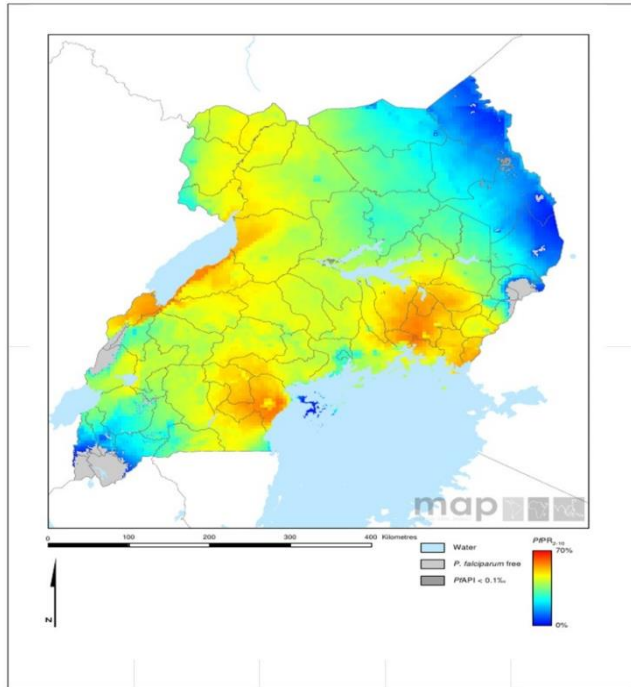 map
0
100
200
300
400
Kilometres
Water
P. falciparum free
PfAPI < 0.1‰
PfPR2-10
70%
0%
N